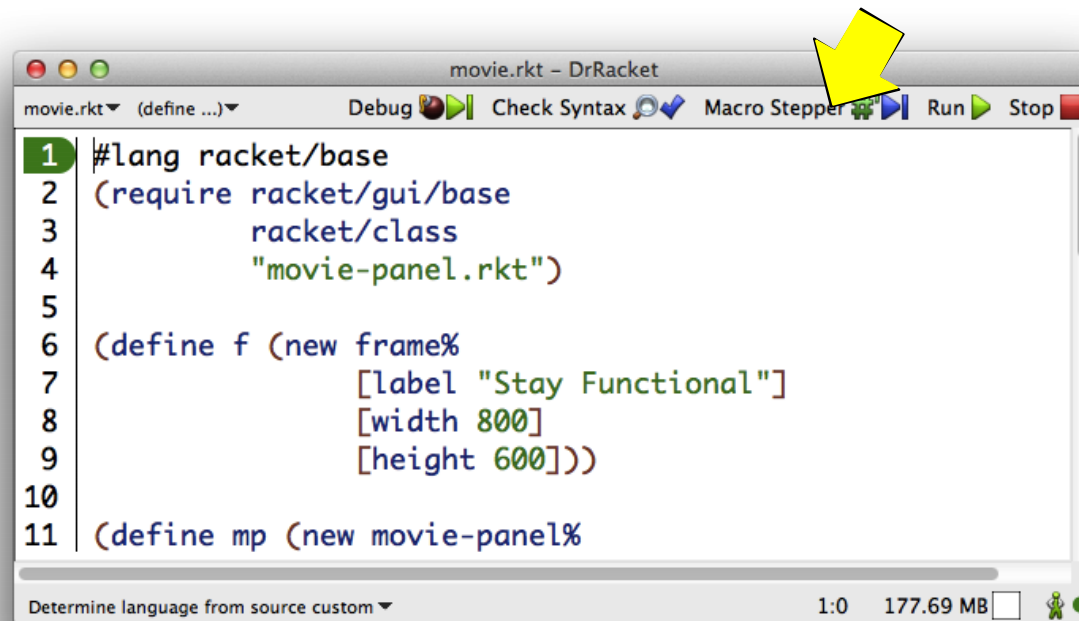 movie.rkt – DrRacket
movie.rkt (define ...) Debug Check Syntax Macro Stepper Run Stop
1 #lang racket/base
2 (require racket/gui/base
3 racket/class
4 "movie-panel.rkt")
5
6 (define f (new frame%
7 [label "Stay Functional"]
8 [width 800]
9 [height 600]))
10
11 (define mp (new movie-panel%
Determine language from source custom 1:0 177.69 MB